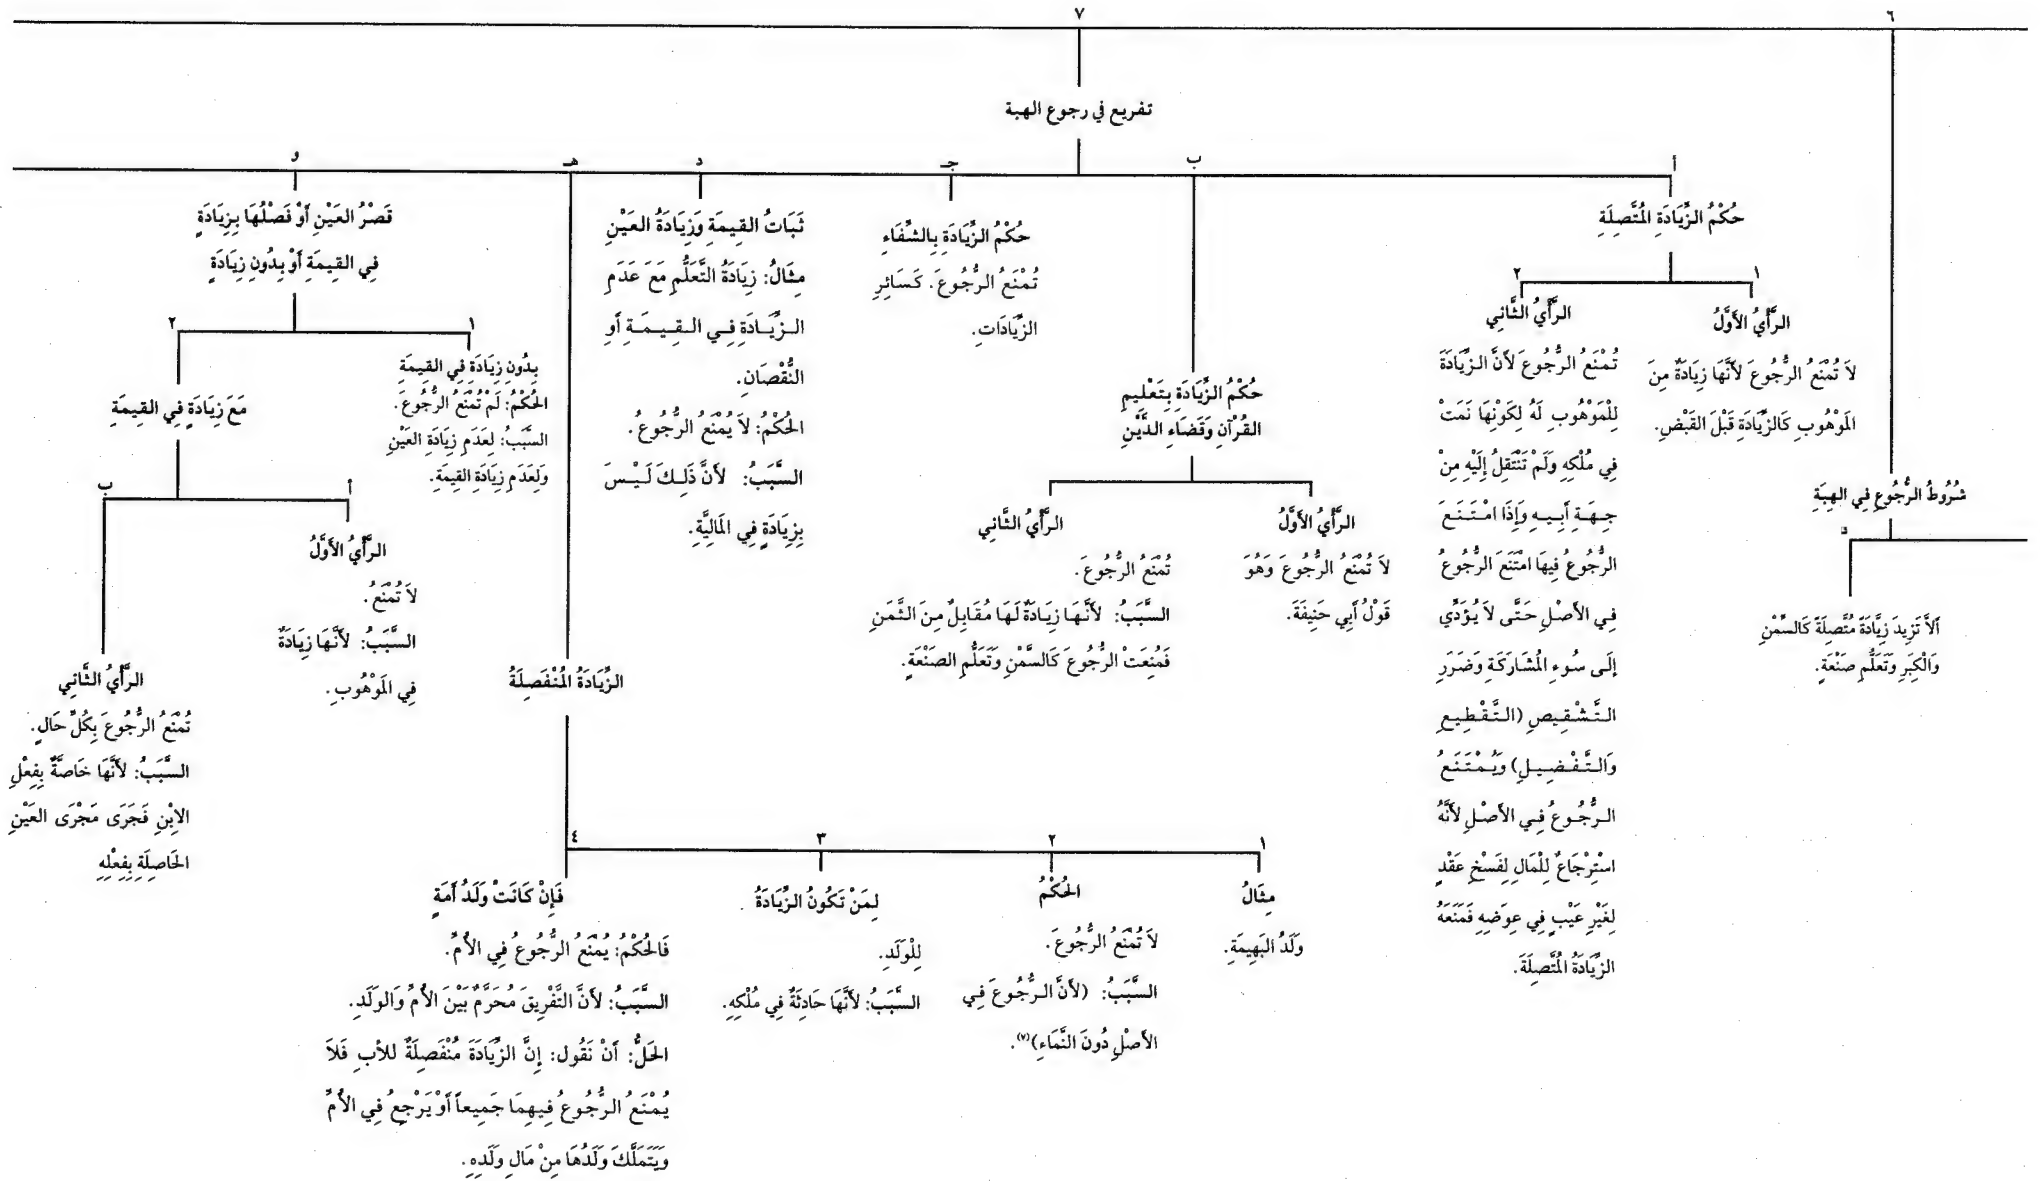 ٦
شُرُوطُ الرُّجُوعِ فِي الهِبَةِ
د
أَلاَّ تَزِيدَ زِيَّادَةً مُتَّصِلَةً كَالسِّمْنِ
وَالْكِبَرِ وَتَعَلُّمِ صَنْعَةٍ.
٧
تفريع في رجوع الهبة
أ
حُكْمُ الزِّيَادَةِ المُتَّصِلَةِ
١
الرَّأْيُ الأَوَّلُ
لاَ تُمْنَعُ الرُّجُوعَ لأَنَّهَا زِيَادَةٌ مِنَ
المَوْهُوبِ كَالزِّيَادَةِ قَبْلَ القَبْضِ.
٢
الرَّأْيُ الثَّانِي
تُمْنَعُ الرُّجُوعَ لأَنَّ الزِّيَادَةَ
لِلْمَوْهُوبِ لَهُ لِكَوْنِهَا نَمَتْ
فِي مُلْكِهِ وَلَمْ تَنْتَقِلْ إِلَيْهِ مِنْ
جِهَةِ أَبِيهِ وَإِذَا امْتَنَعَ
الرُّجُوعُ فِيهَا امْتَنَعَ الرُّجُوعُ
فِي الأَصْلِ حَتَّى لاَ يُؤَدِّي
إِلَى سُوءِ المُشَارَكَةِ وَضَرَرِ
التَّشْقِيصِ (التَّقْطِيعِ
وَالتَّفْضِيلِ) وَيُمْتَنَعُ
الرُّجُوعُ فِي الأَصْلِ لأَنَّهُ
اسْتِرْجَاعٌ لِلْمَالِ لِفَسْخِ عَقْدٍ
لِغَيْرِ عَيْبٍ فِي عِوَضِهِ فَمَنَعَهُ
الزِّيَادَةُ المُتَّصِلَةَ.
ب
حُكْمُ الزِّيَادَةِ بِتَعْلِيمِ
القُرْآنِ وَقَضَاءِ الدَّيْنِ
الرَّأْيُ الأَوَّلُ
لاَ تُمْنَعُ الرُّجُوعَ وَهُوَ
قَوْلُ أَبِي حَنِيفَةَ.
الرَّأْيُ الثَّانِي
تُمْنَعُ الرُّجُوعَ.
السَّبَبُ: لأَنَّهَا زِيَادَةٌ لَهَا مُقَابِلٌ مِنَ الثَّمَنِ
فَمُنِعَتْ الرُّجُوعَ كَالسَّمْنِ وَتَعَلُّمِ الصَنْعَةِ.
جـ
حُكْمُ الزِّيَادَةِ بِالشِّفَاءِ
تُمْنَعُ الرُّجُوعَ. كَسَائِرِ
الزِّيَادَاتِ.
د
ثَبَاتُ القِيمَةِ وَزِيَادَةُ العَيْنِ
مِثَالُ: زِيَادَةُ التَّعَلُّمِ مَعَ عَدَمِ
الزِّيَادَةِ فِي القِيمَةِ أَوِ
النُّقْصَانِ.
الحُكْمُ: لاَ يُمْنَعُ الرُّجُوعُ.
السَّبَبُ: لأَنَّ ذَلِكَ لَيْسَ
بِزِيَادَةٍ فِي المَالِيَّةِ.
هـ
الزِّيَادَةُ المُنْفَصِلَةُ
١
مِثَالُ
وَلَدُ البَهِيمَةِ.
٢
الحُكْمُ
لاَ تُمْنَعُ الرُّجُوعَ.
السَّبَبُ: (لأَنَّ الرُّجُوعَ فِي
الأَصْلِ دُونَ النَّمَاءِ)(٧).
٣
لِمَنْ تَكُونُ الزِّيَادَةُ
لِلْوَلَدِ.
السَّبَبُ: لأَنَّهَا حَادِثَةٌ فِي مُلْكِهِ.
٤
فَإِنْ كَانَتْ وَلَدُ أَمَةٍ
فَالحُكْمُ: يُمْنَعُ الرُّجُوعُ فِي الأُمِّ.
السَّبَبُ: لأَنَّ التَّفْرِيقَ مُحَرَّمٌ بَيْنَ الأُمِّ وَالوَلَدِ.
الحَلُّ: أَنْ نَقُولَ: إِنَّ الزِّيَادَةَ مُنْفَصِلَةٌ للأبِ فَلاَ
يُمْنَعُ الرُّجُوعُ فِيهِمَا جَمِيعاً أَوْ يَرْجِعُ فِي الأُمِّ
وَيَتَمَلَّكَ وَلَدُهَا مِنْ مَالِ وَلَدِهِ.
و
قَصْرُ العَيْنِ أَوْ فَصْلُهَا بِزِيَادَةٍ
فِي القِيمَةِ أَوْ بِدُونِ زِيَادَةٍ
١
بِدُونِ زِيَادَةِ فِي القِيمَةِ
الحُكْمُ: لَمْ تُمْنَعُ الرُّجُوعَ.
السَّبَبُ: لِعَدَمِ زِيَادَةِ العَيْنِ
وَلِعَدَمِ زِيَادَةِ القِيمَةِ.
٢
مَعَ زِيَادَةٍ فِي القِيمَةِ
أ
الرَّأْيُ الأَوَّلُ
لاَ تُمْنَعُ.
السَّبَبُ: لأَنَّهَا زِيَادَةٌ
فِي المَوْهُوبِ.
ب
الرَّأْيُ الثَّانِي
تُمْنَعُ الرُّجُوعَ بِكُلِّ حَالٍ.
السَّبَبُ: لأَنَّهَا خَاصَّةٌ بِفِعْلِ
الاِبْنِ فَجَرَى مَجْرَى العَيْنِ
الحَاصِلَةِ بِفِعْلِهِ